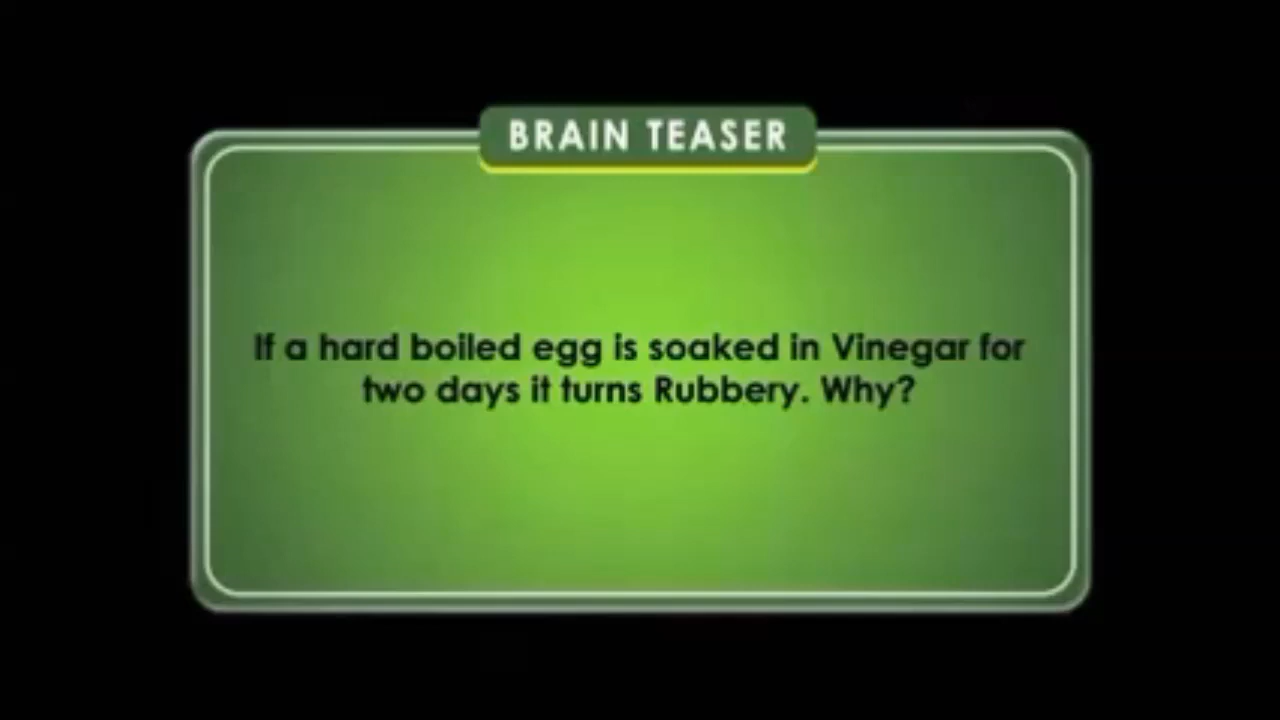 BRAIN TEASER
If a hard boiled egg is soaked in Vinegar for
two days it turns Rubbery. Why?